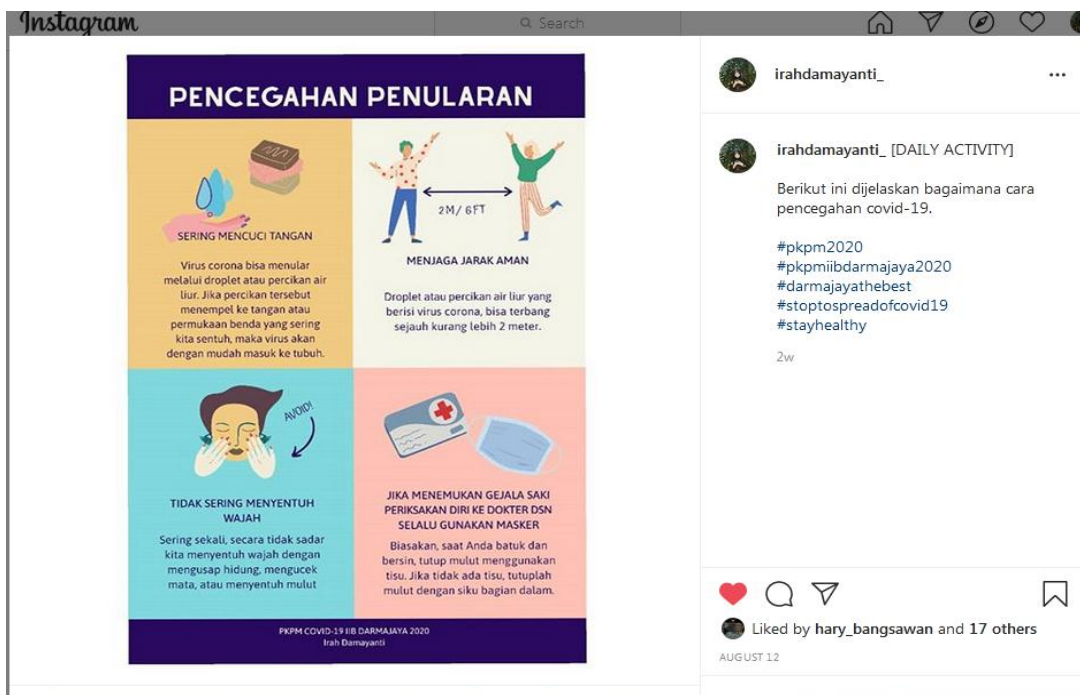 Instagram
Search
PENCEGAHAN PENULARAN
SERING MENCUCI TANGAN
Virus corona bisa menular
melalui droplet atau percikan air
liur. Jika percikan tersebut
menempel ke tangan atau
permukaan benda yang sering
kita sentuh, maka virus akan
dengan mudah masuk ke tubuh.
2M/ 6FT
MENJAGA JARAK AMAN
Droplet atau percikan air liur yang
berisi virus corona, bisa terbang
sejauh kurang lebih 2 meter.
AVOID!
TIDAK SERING MENYENTUH
WAJAH
Sering sekali, secara tidak sadar
kita menyentuh wajah dengan
mengusap hidung, mengucek
mata, atau menyentuh mulut
JIKA MENEMUKAN GEJALA SAKI
PERIKSAKAN DIRI KE DOKTER DSN
SELALU GUNAKAN MASKER
Biasakan, saat Anda batuk dan
bersin, tutup mulut menggunakan
tisu. Jika tidak ada tisu, tutuplah
mulut dengan siku bagian dalam.
PKPM COVID-19 IIB DARMAJAYA 2020
Irah Damayanti
irahdamayanti_
irahdamayanti_ [DAILY ACTIVITY]
Berikut ini dijelaskan bagaimana cara
pencegahan covid-19.
#pkpm2020
#pkpmiibdarmajaya2020
#darmajayathebest
#stoptospreadofcovid19
#stayhealthy
2w
Liked by hary_bangsawan and 17 others
AUGUST 12